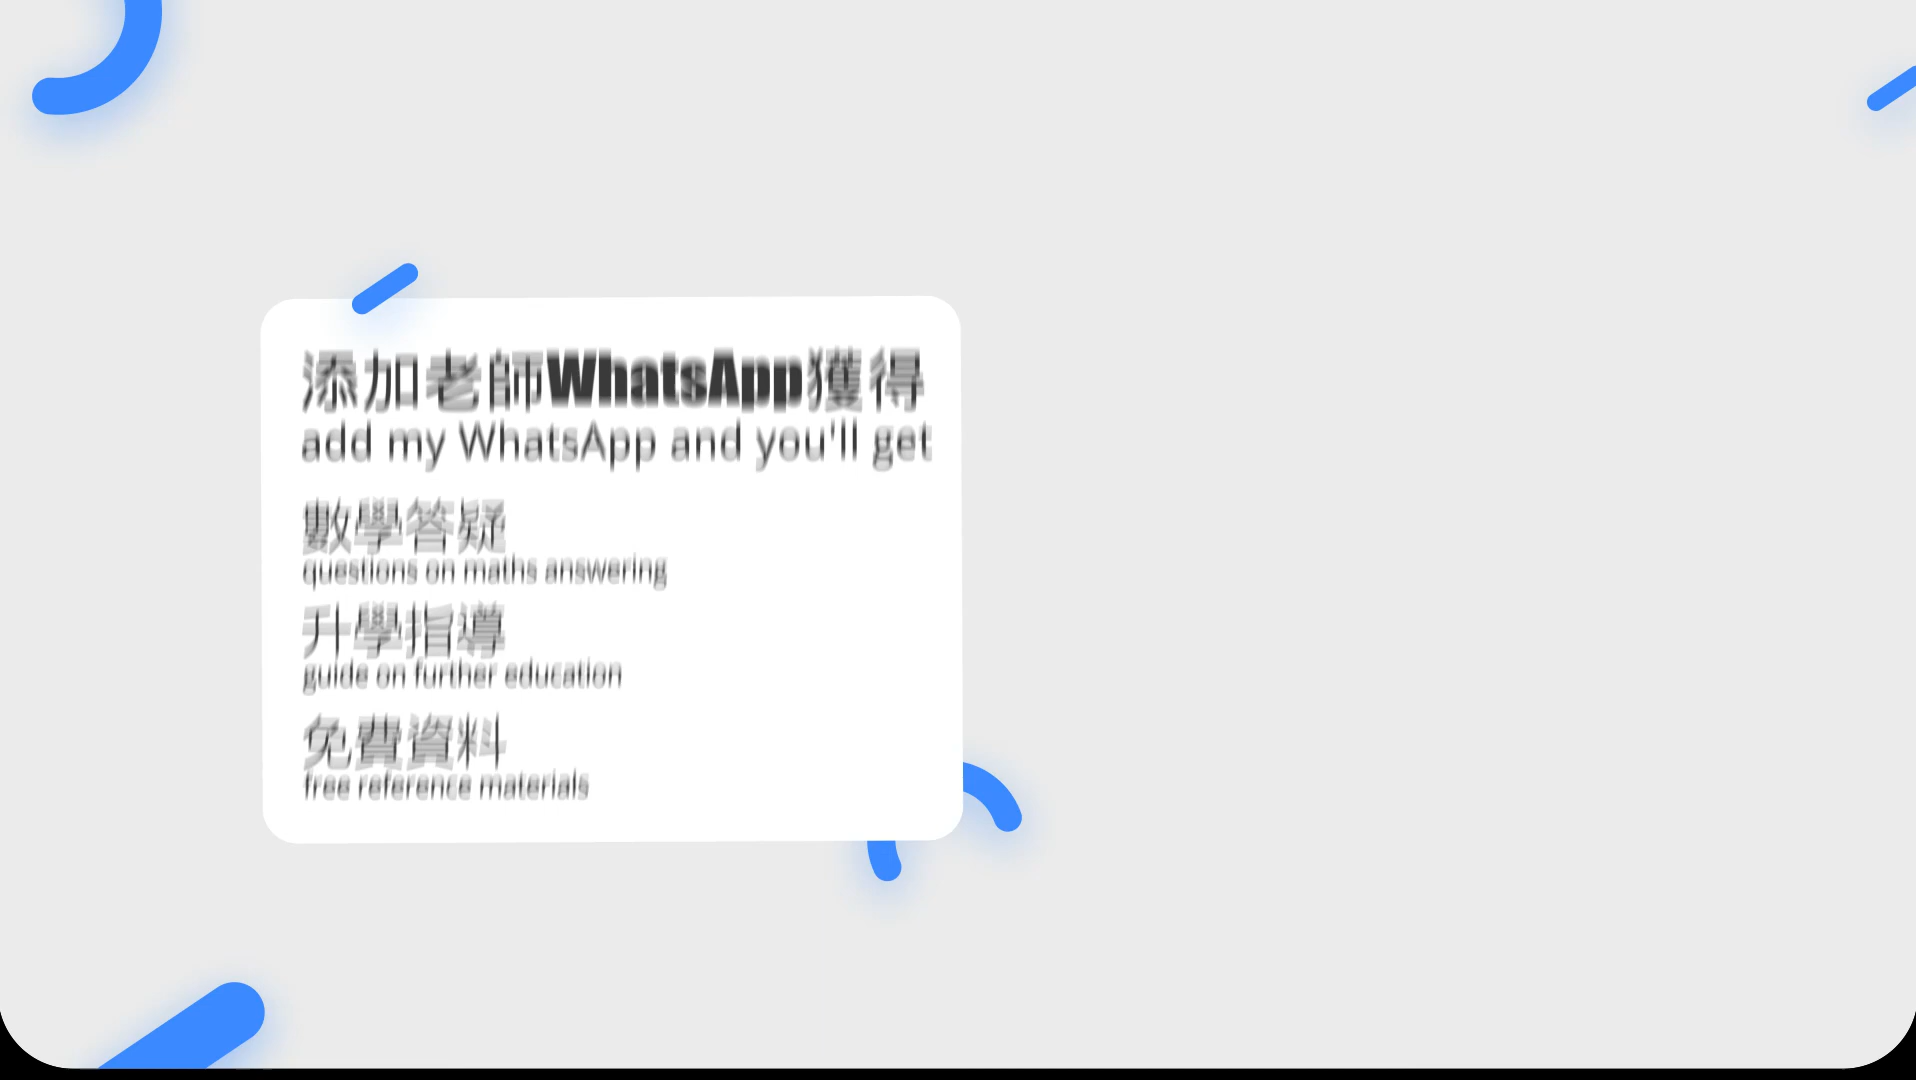 添加老師WhatsApp獲得
add my WhatsApp and you'll get
數學答疑
questions on maths answering
升學指導
guide on further education
免費資料
free reference materials